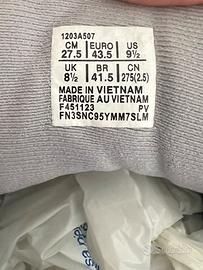 1203A507
CM EURO US
27.5 43.5 9½
UK BR CN
8½ 41.5 275(2.5)
MADE IN VIETNAM
FABRIQUE AU VIETNAM
F451123 PV
FN3SNC95YMM7SLM